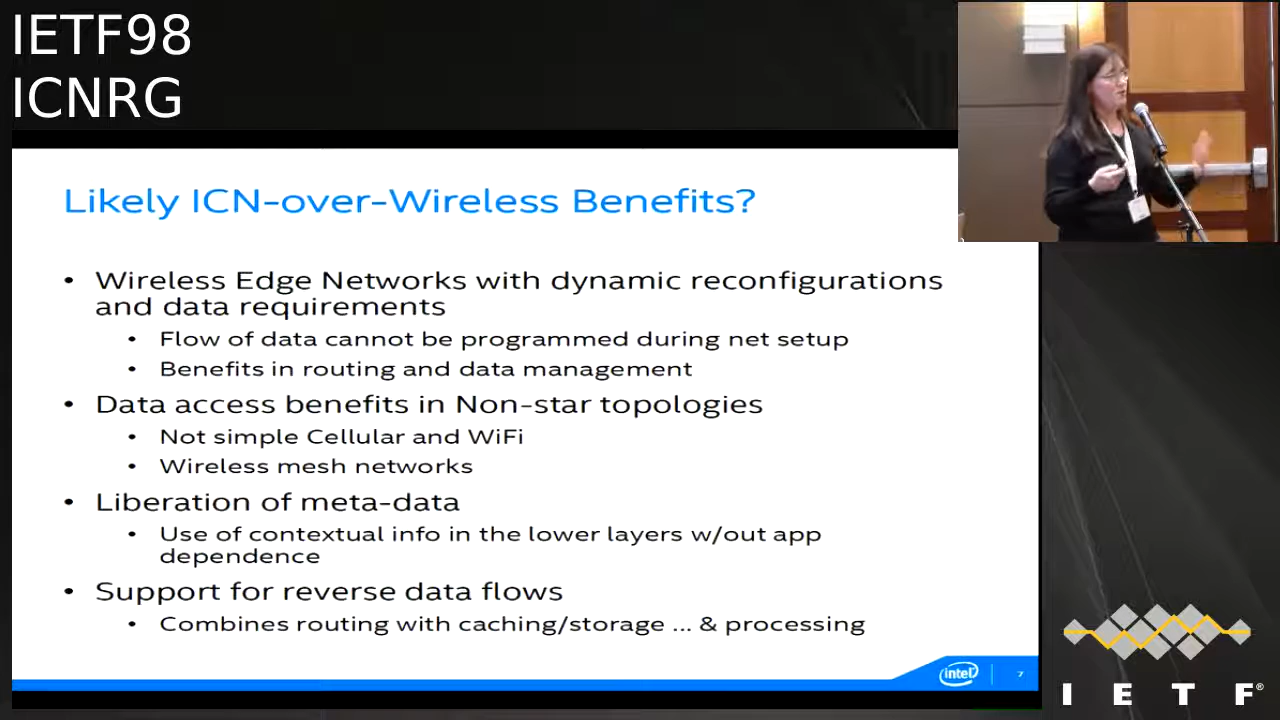 IETF98
ICNRG
Likely ICN-over-Wireless Benefits?
• Wireless Edge Networks with dynamic reconfigurations
and data requirements
• Flow of data cannot be programmed during net setup
• Benefits in routing and data management
• Data access benefits in Non-star topologies
• Not simple Cellular and WiFi
• Wireless mesh networks
• Liberation of meta-data
• Use of contextual info in the lower layers w/out app
dependence
• Support for reverse data flows
• Combines routing with caching/storage ... & processing
intel
7
I E T F®